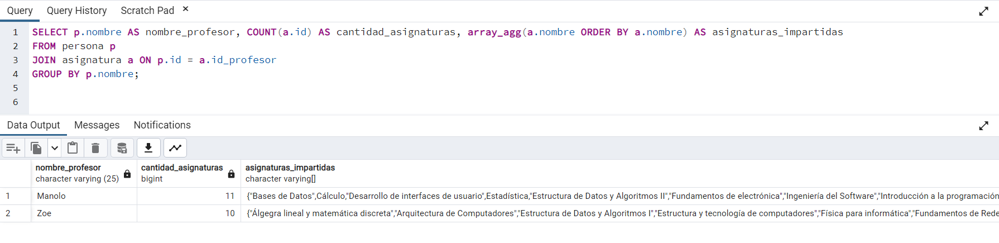 Query Query History Scratch Pad ×
1 SELECT p.nombre AS nombre_profesor, COUNT(a.id) AS cantidad_asignaturas, array_agg(a.nombre ORDER BY a.nombre) AS asignaturas_impartidas
2 FROM persona p
3 JOIN asignatura a ON p.id = a.id_profesor
4 GROUP BY p.nombre;
5
6
Data Output Messages Notifications
nombre_profesor cantidad_asignaturas asignaturas_impartidas
character varying (25) bigint character varying[]
1 Manolo 11 {"Bases de Datos",Cálculo,"Desarrollo de interfaces de usuario",Estadística,"Estructura de Datos y Algoritmos II","Fundamentos de electrónica","Ingeniería del Software","Introducción a la programación
2 Zoe 10 {"Álgegra lineal y matemática discreta","Arquitectura de Computadores","Estructura de Datos y Algoritmos I","Estructura y tecnología de computadores","Física para informática","Fundamentos de Rede